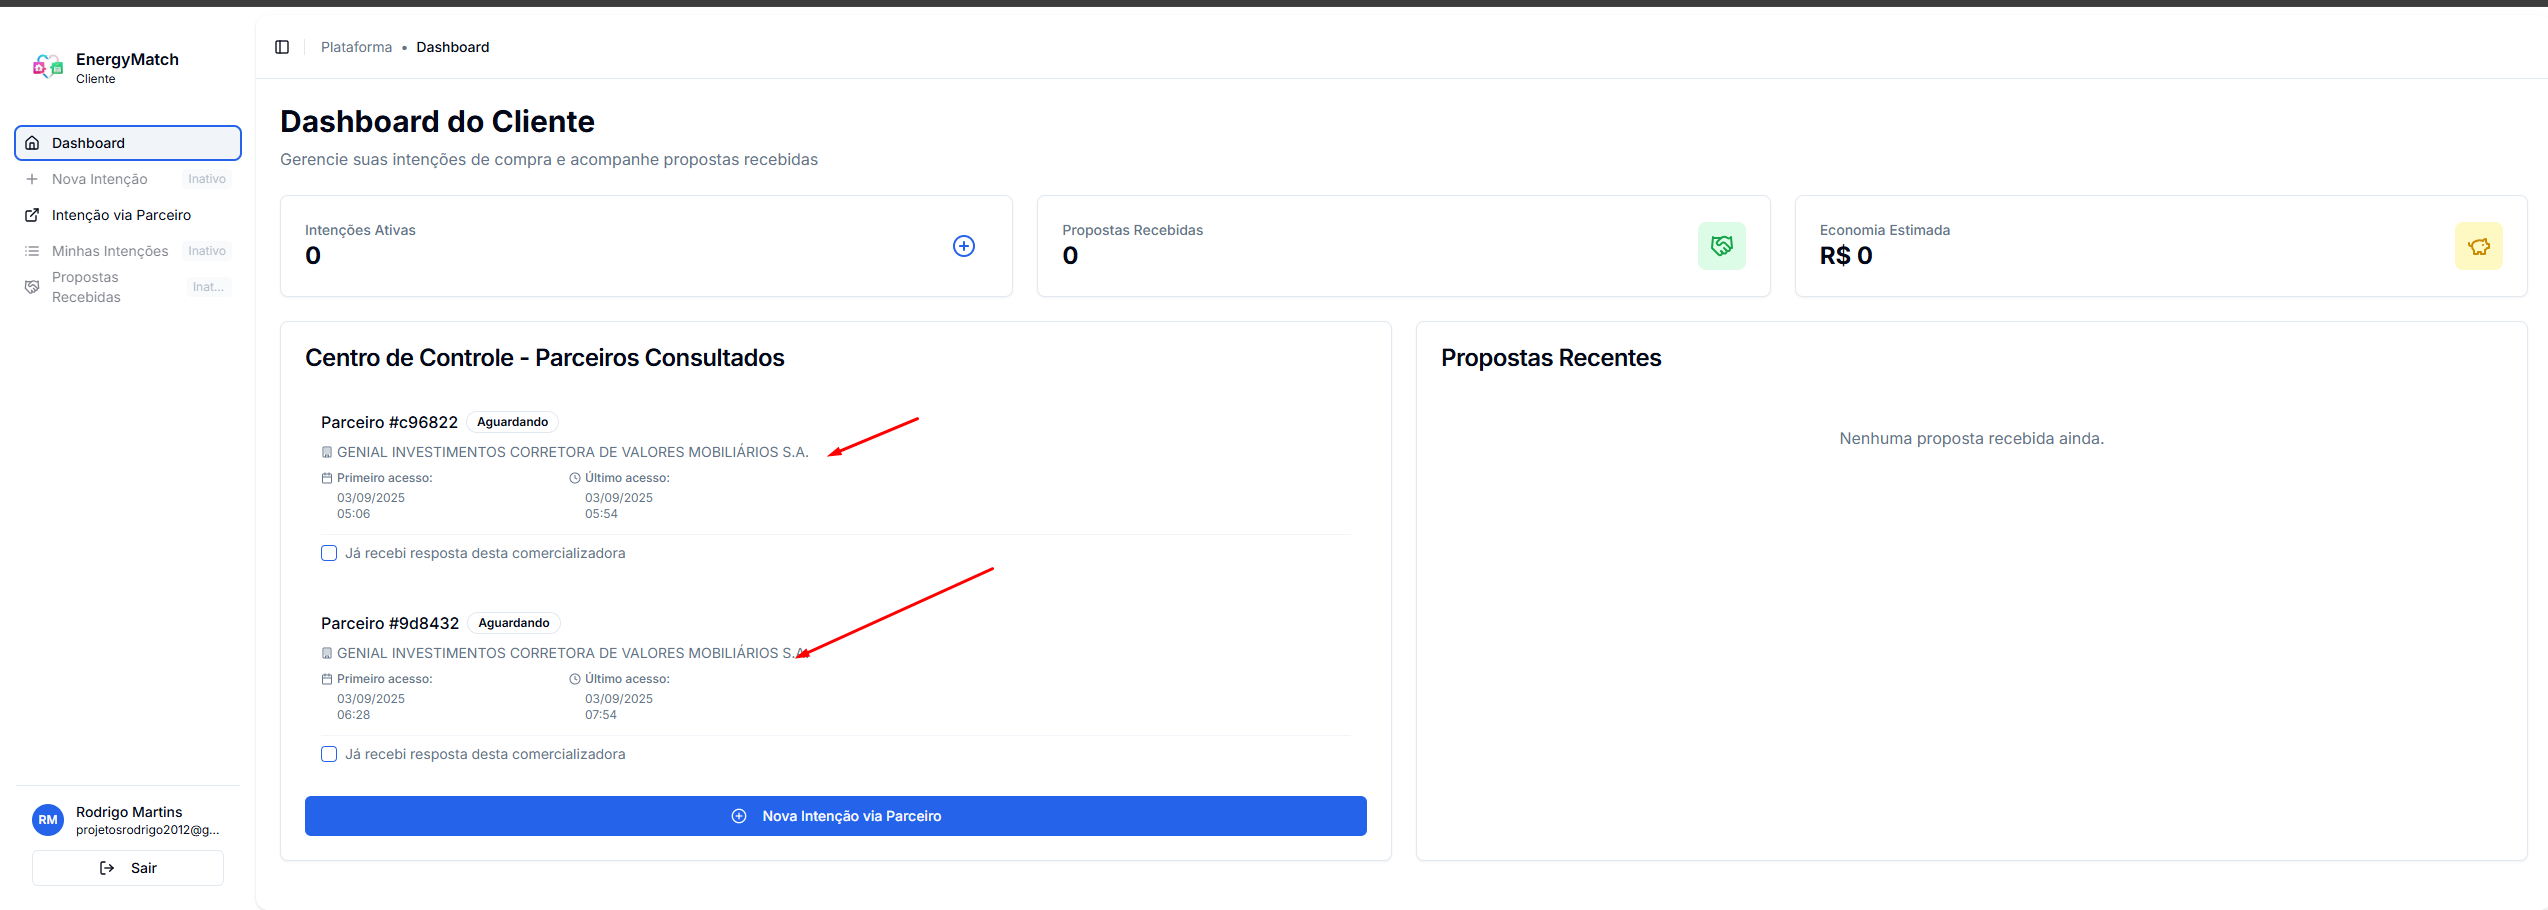 EnergyMatch
Cliente
Dashboard
Nova Intenção Inativo
Intenção via Parceiro
Minhas Intenções Inativo
Propostas
Recebidas Inat...
Rodrigo Martins
RM
projetosrodrigo2012@g...
Sair
Plataforma • Dashboard
Dashboard do Cliente
Gerencie suas intenções de compra e acompanhe propostas recebidas
Intenções Ativas
0
Propostas Recebidas
0
Economia Estimada
R$ 0
Centro de Controle - Parceiros Consultados
Parceiro #c96822 Aguardando
GENIAL INVESTIMENTOS CORRETORA DE VALORES MOBILIÁRIOS S.A.
Primeiro acesso:
03/09/2025
05:06
Último acesso:
03/09/2025
05:54
Já recebi resposta desta comercializadora
Parceiro #9d8432 Aguardando
GENIAL INVESTIMENTOS CORRETORA DE VALORES MOBILIÁRIOS S.A.
Primeiro acesso:
03/09/2025
06:28
Último acesso:
03/09/2025
07:54
Já recebi resposta desta comercializadora
Nova Intenção via Parceiro
Propostas Recentes
Nenhuma proposta recebida ainda.